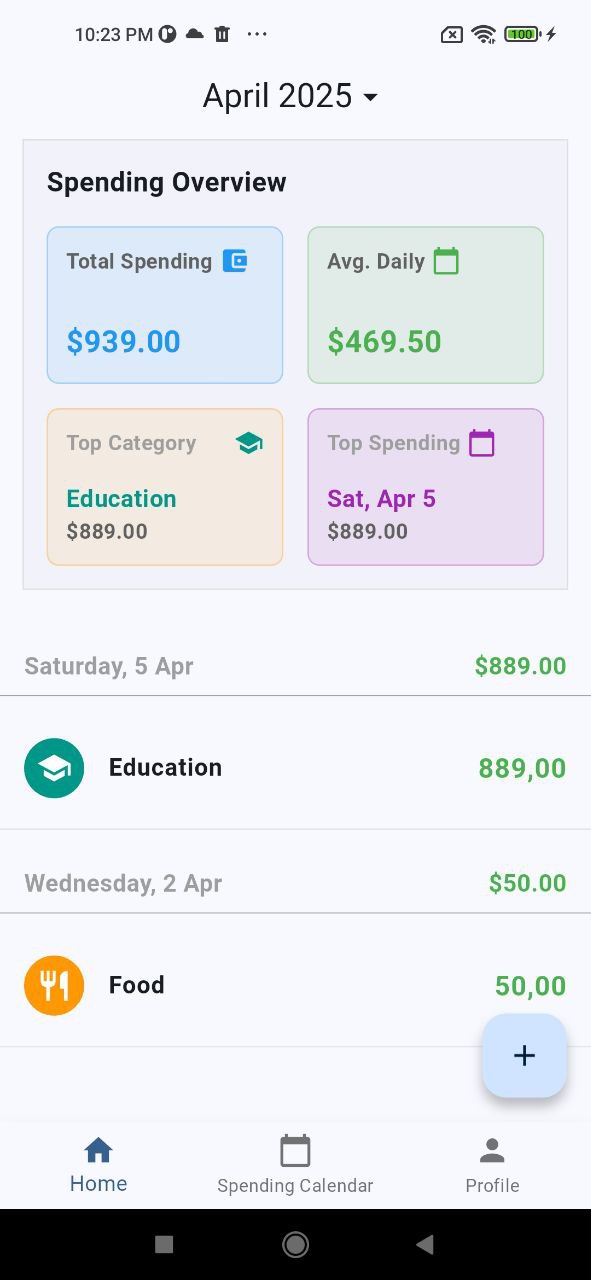 10:23 PM ... 100
April 2025
Spending Overview
Total Spending
Avg. Daily
$939.00
$469.50
Top Category
Top Spending
Education
Sat, Apr 5
$889.00
$889.00
Saturday, 5 Apr
$889.00
Education
889,00
Wednesday, 2 Apr
$50.00
Food
50,00
+
Home
Spending Calendar
Profile